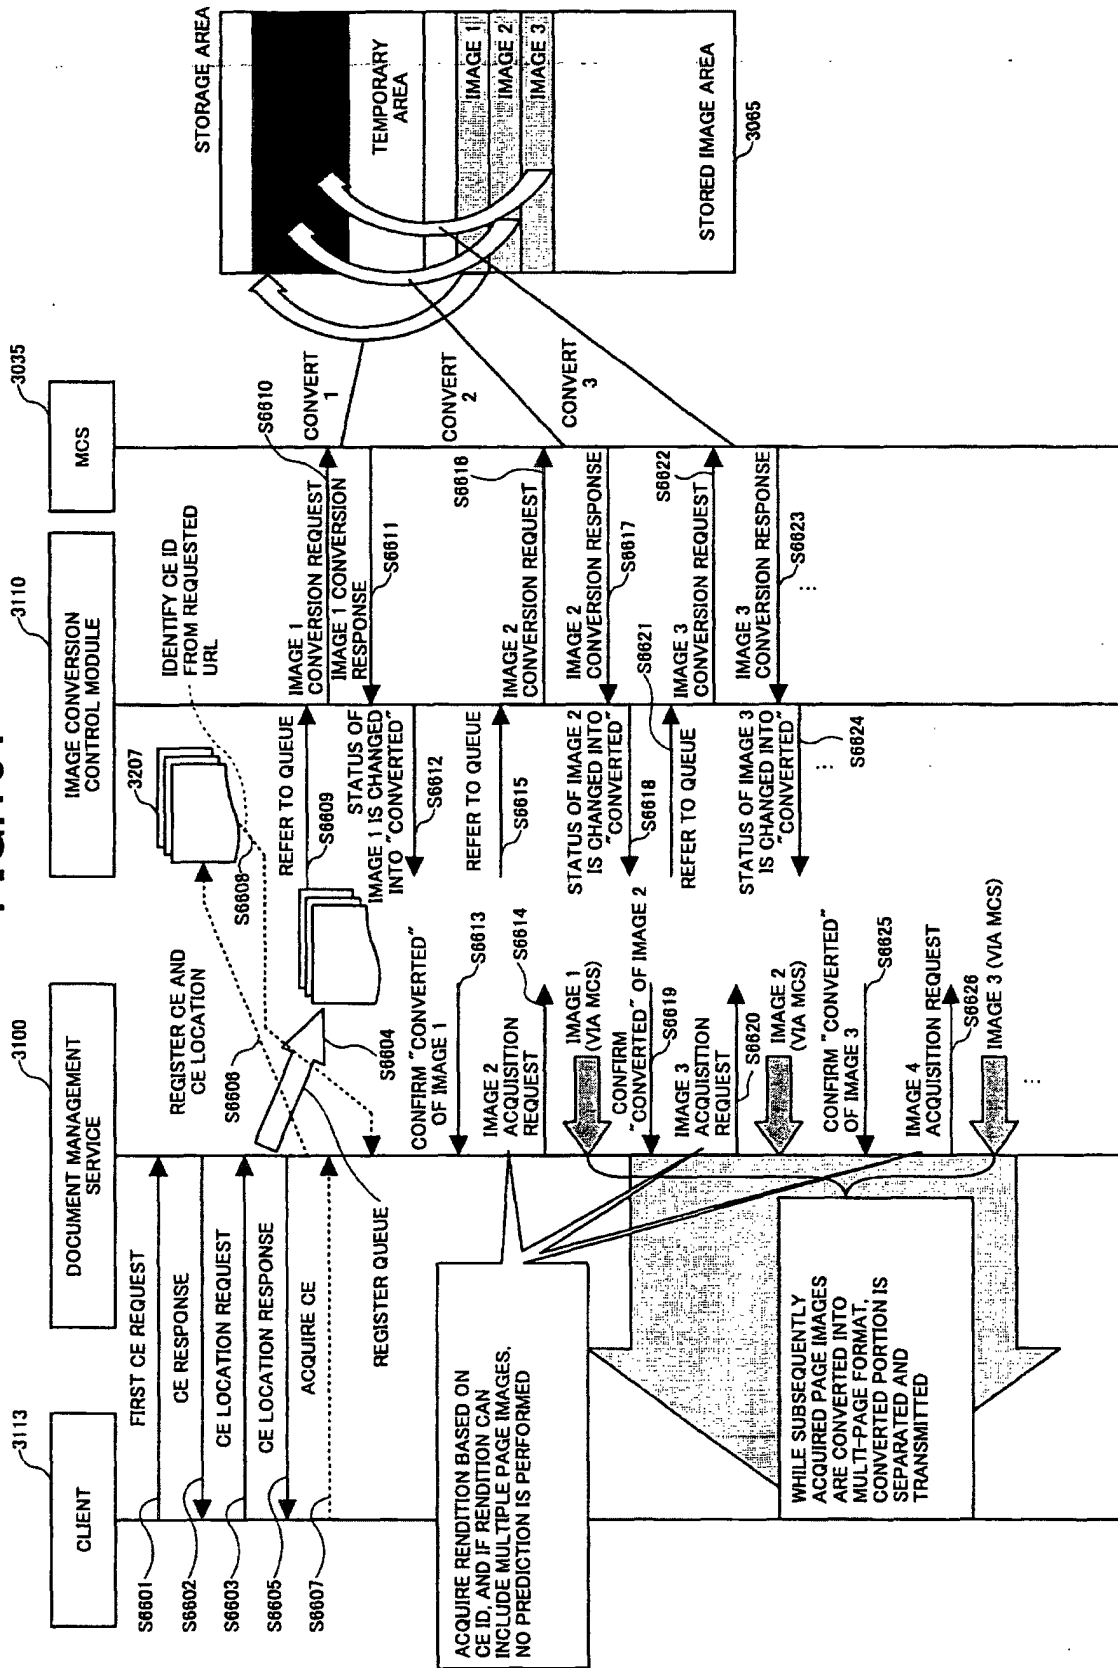 CLIENT
3113
DOCUMENT MANAGEMENT
SERVICE
3100
IMAGE CONVERSION
CONTROL MODULE
3110
MCS
3035
STORAGE AREA
TEMPORARY
AREA
IMAGE 1
IMAGE 2
IMAGE 3
STORED IMAGE AREA
3065
S6601
FIRST CE REQUEST
S6602
CE RESPONSE
S6603
CE LOCATION REQUEST
S6605
CE LOCATION RESPONSE
S6607
ACQUIRE CE
REGISTER QUEUE
S6604
REGISTER CE AND
CE LOCATION
S6606
3207
S6608
IDENTIFY CE ID
FROM REQUESTED
URL
REFER TO QUEUE
S6609
IMAGE 1
CONVERSION REQUEST
S6610
CONVERT
1
IMAGE 1 CONVERSION
RESPONSE
S6611
STATUS OF
IMAGE 1 IS CHANGED
INTO "CONVERTED"
S6612
CONFIRM "CONVERTED"
OF IMAGE 1
S6613
IMAGE 2
ACQUISITION
REQUEST
S6614
REFER TO QUEUE
S6615
IMAGE 2
CONVERSION REQUEST
S6616
CONVERT
2
IMAGE 1
(VIA MCS)
IMAGE 2
CONVERSION RESPONSE
S6617
STATUS OF IMAGE 2
IS CHANGED INTO
"CONVERTED"
S6618
CONFIRM
"CONVERTED" OF IMAGE 2
S6619
IMAGE 3
ACQUISITION
REQUEST
S6620
REFER TO QUEUE
S6621
IMAGE 3
CONVERSION REQUEST
S6622
CONVERT
3
IMAGE 2
(VIA MCS)
IMAGE 3
CONVERSION RESPONSE
S6623
...
STATUS OF IMAGE 3
IS CHANGED INTO
"CONVERTED"
S6624
...
CONFIRM "CONVERTED"
OF IMAGE 3
S6625
IMAGE 4
ACQUISITION REQUEST
S6626
IMAGE 3 (VIA MCS)
...
ACQUIRE RENDITION BASED ON
CE ID, AND IF RENDITION CAN
INCLUDE MULTIPLE PAGE IMAGES,
NO PREDICTION IS PERFORMED
WHILE SUBSEQUENTLY
ACQUIRED PAGE IMAGES
ARE CONVERTED INTO
MULTI-PAGE FORMAT,
CONVERTED PORTION IS
SEPARATED AND
TRANSMITTED